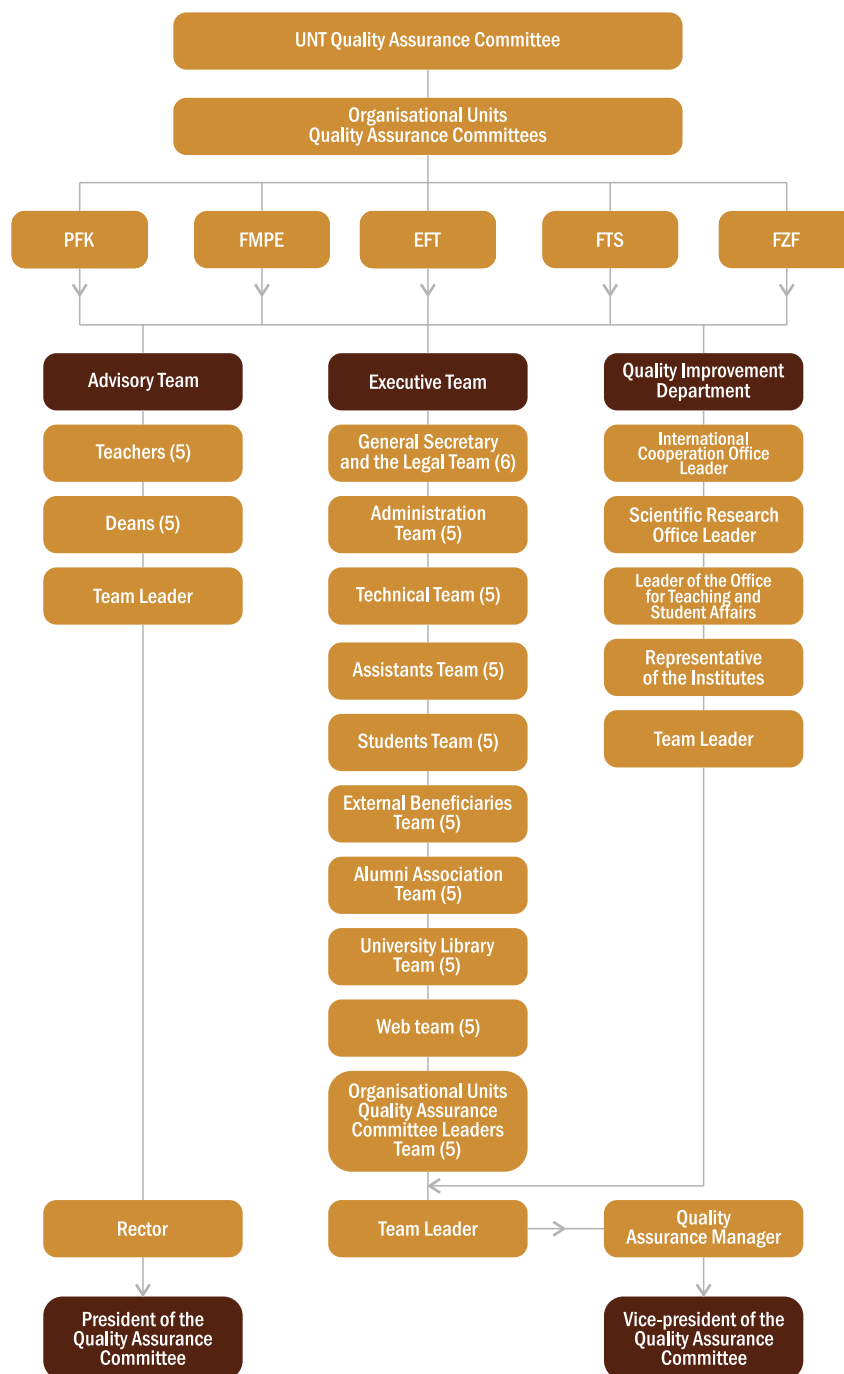 UNT Quality Assurance Committee
Organisational Units
Quality Assurance Committees
PFK
FMPE
EFT
FTS
FZF
Advisory Team
Teachers (5)
Deans (5)
Team Leader
Rector
President of the
Quality Assurance
Committee
Executive Team
General Secretary
and the Legal Team (6)
Administration
Team (5)
Technical Team (5)
Assistants Team (5)
Students Team (5)
External Beneficiaries
Team (5)
Alumni Association
Team (5)
University Library
Team (5)
Web team (5)
Organisational Units
Quality Assurance
Committee Leaders
Team (5)
Team Leader
Quality Improvement
Department
International
Cooperation Office
Leader
Scientific Research
Office Leader
Leader of the Office
for Teaching and
Student Affairs
Representative
of the Institutes
Team Leader
Quality
Assurance Manager
Vice-president of the
Quality Assurance
Committee